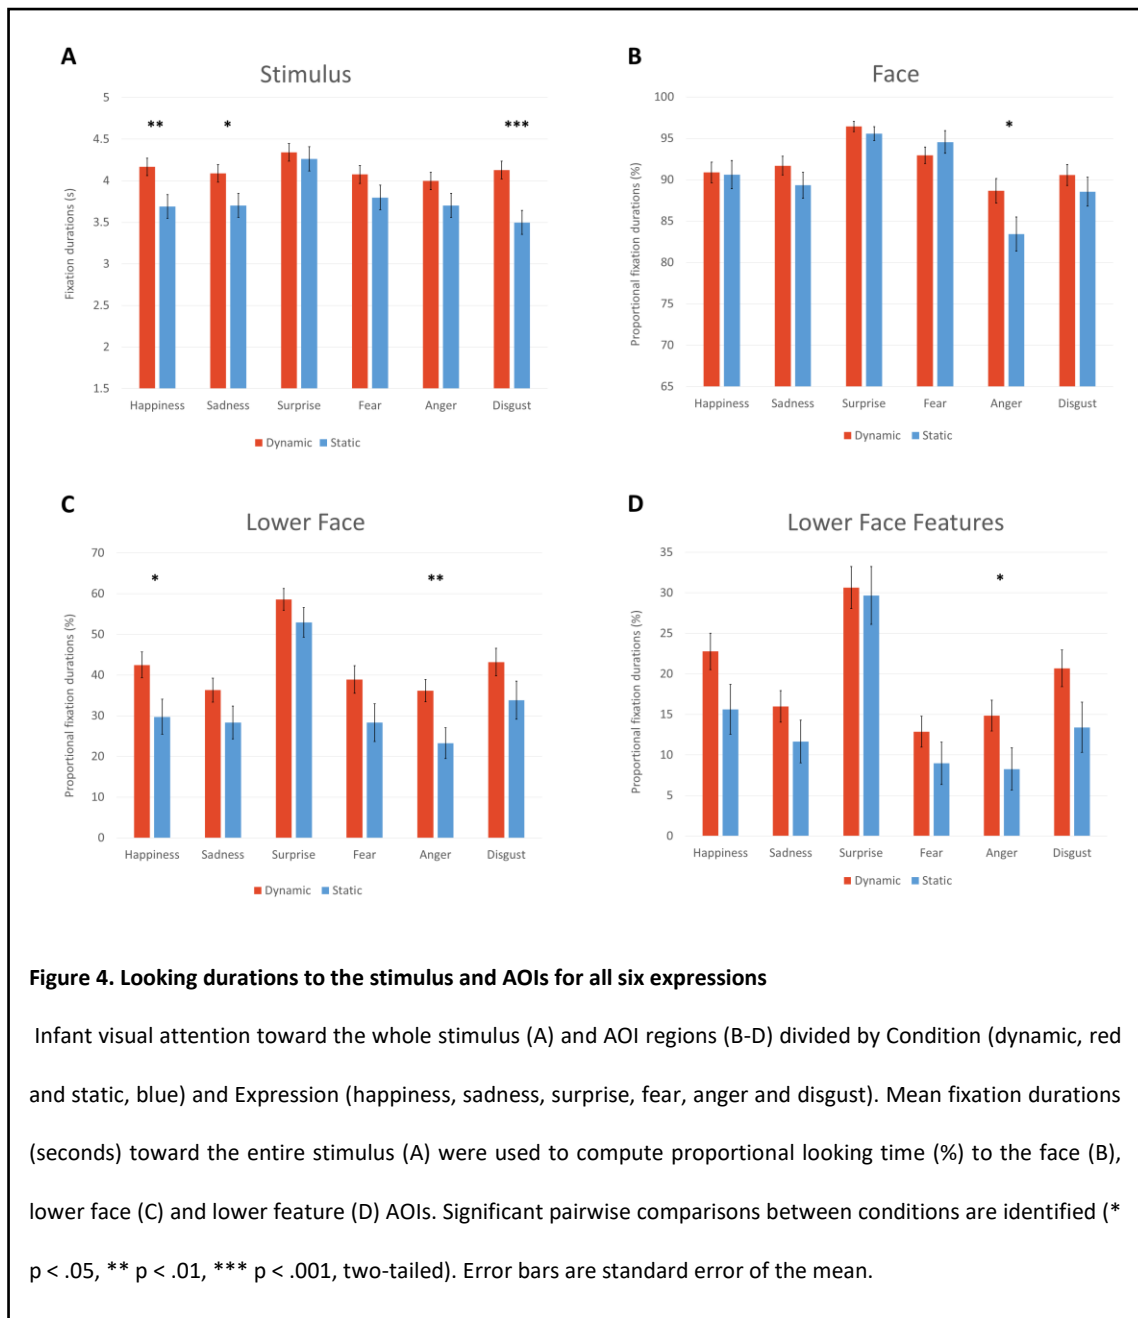 A
Stimulus
5
4.5
4
3.5
3
2.5
2
1.5
Fixation durations (s)
** * ***
Happiness Sadness Surprise Fear Anger Disgust
Dynamic Static
B
Face
100
95
90
85
80
75
70
65
Proportional fixation durations (%)
*
Happiness Sadness Surprise Fear Anger Disgust
Dynamic Static
C
Lower Face
70
60
50
40
30
20
10
0
Proportional fixation durations (%)
* **
Happiness Sadness Surprise Fear Anger Disgust
Dynamic Static
D
Lower Face Features
35
30
25
20
15
10
5
0
Proportional fixation durations (%)
*
Happiness Sadness Surprise Fear Anger Disgust
Dynamic Static
Figure 4. Looking durations to the stimulus and AOIs for all six expressions
Infant visual attention toward the whole stimulus (A) and AOI regions (B-D) divided by Condition (dynamic, red
and static, blue) and Expression (happiness, sadness, surprise, fear, anger and disgust). Mean fixation durations
(seconds) toward the entire stimulus (A) were used to compute proportional looking time (%) to the face (B),
lower face (C) and lower feature (D) AOIs. Significant pairwise comparisons between conditions are identified (*
p < .05, ** p < .01, *** p < .001, two-tailed). Error bars are standard error of the mean.